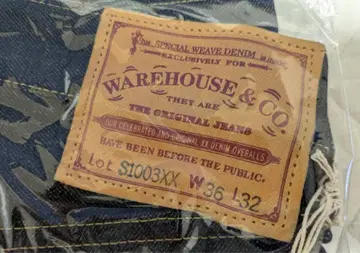 SPECIAL WEAVE DENIM
EXCLUSIVELY FOR
WAREHOUSE & CO.
THEY ARE
THE ORIGINAL JEANS
OUR CELEBRATED AND ORIGINAL XX DENIM OVERALLS
HAVE BEEN BEFORE THE PUBLIC.
Lot S1003XX W36 L32